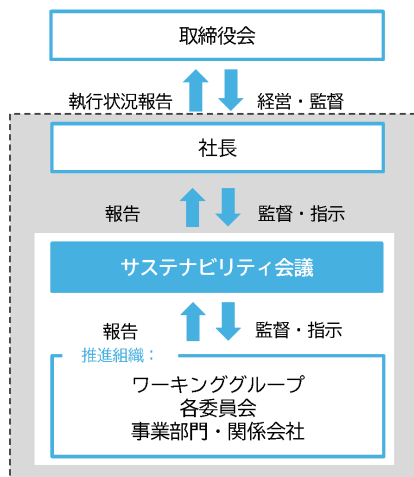 取締役会
執行状況報告
経営・監督
社長
報告
監督・指示
サステナビリティ会議
報告
監督・指示
推進組織：
ワーキンググループ
各委員会
事業部門・関係会社